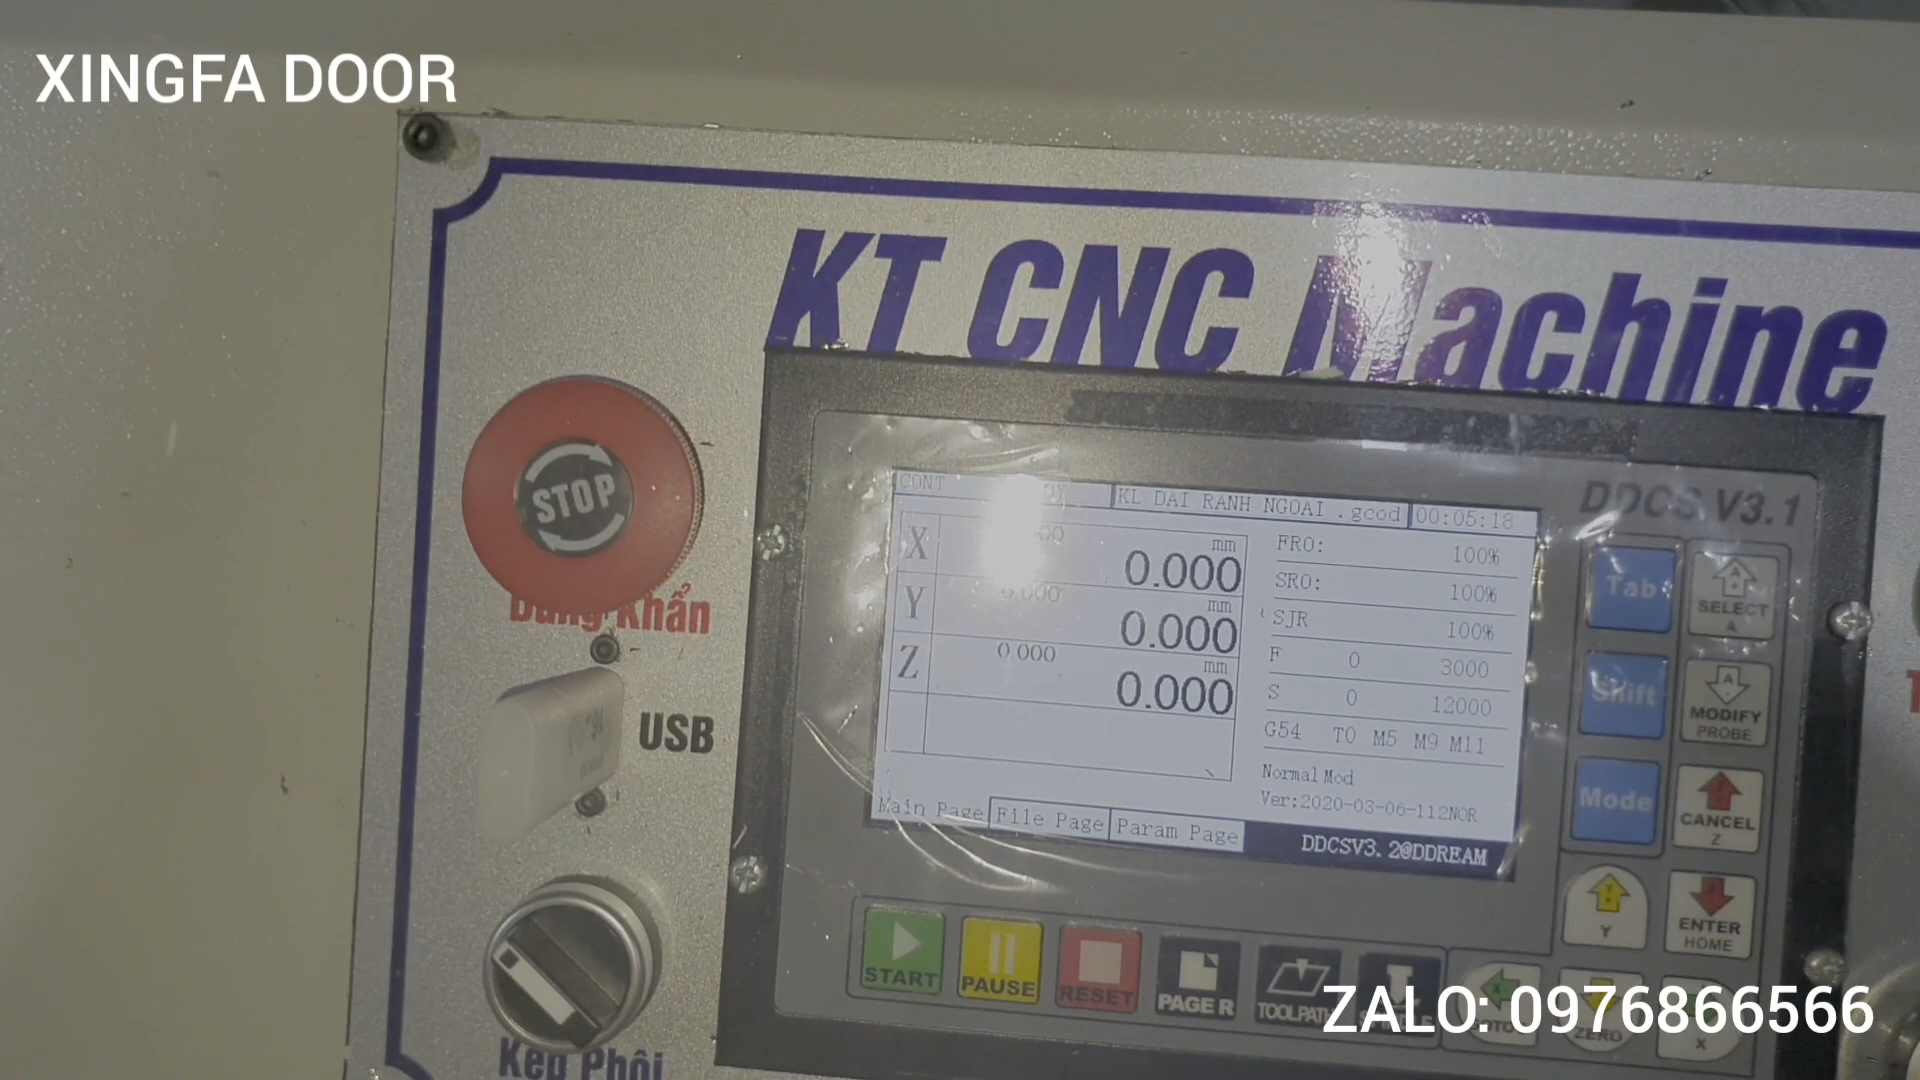 XINGFA DOOR
KT CNC Machine
STOP
Dừng Khẩn
USB
Kẹp Phôi
DDCS V3.1
CONT
KL DAI RANH NGOAI .gcod
00:05:18
X
mm
0.000
Y
0.000
mm
0.000
Z
0.000
mm
0.000
FRO: 100%
SRO: 100%
SJR 100%
F 0 3000
S 0 12000
G54 T0 M5 M9 M11
Normal Mod
Ver:2020-03-06-112NOR
Main Page File Page Param Page
DDCSV3.2@DDREAM
Tab
SELECT
A
Shift
A
MODIFY
PROBE
Mode
CANCEL
Z
Y
ENTER
HOME
START
PAUSE
RESET
PAGE R
TOOLPATH
ZERO
X
ZALO: 0976866566